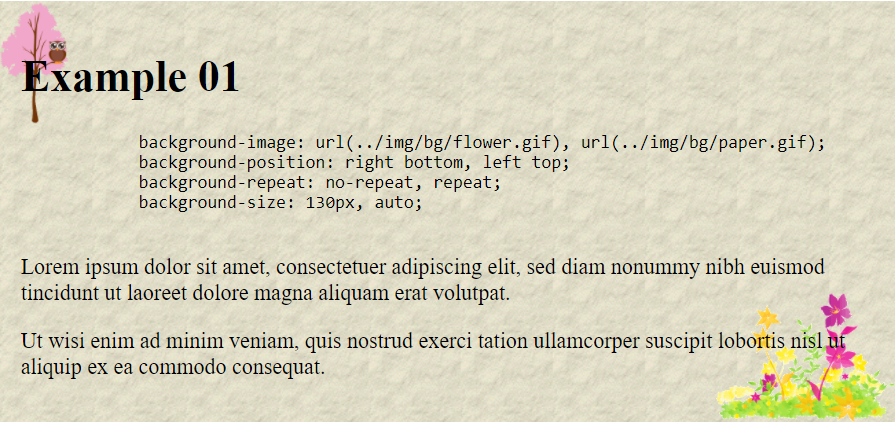 Example 01
background-image: url(../img/bg/flower.gif), url(../img/bg/paper.gif);
background-position: right bottom, left top;
background-repeat: no-repeat, repeat;
background-size: 130px, auto;
Lorem ipsum dolor sit amet, consectetuer adipiscing elit, sed diam nonummy nibh euismod
tincidunt ut laoreet dolore magna aliquam erat volutpat.
Ut wisi enim ad minim veniam, quis nostrud exerci tation ullamcorper suscipit lobortis nisl ut
aliquip ex ea commodo consequat.